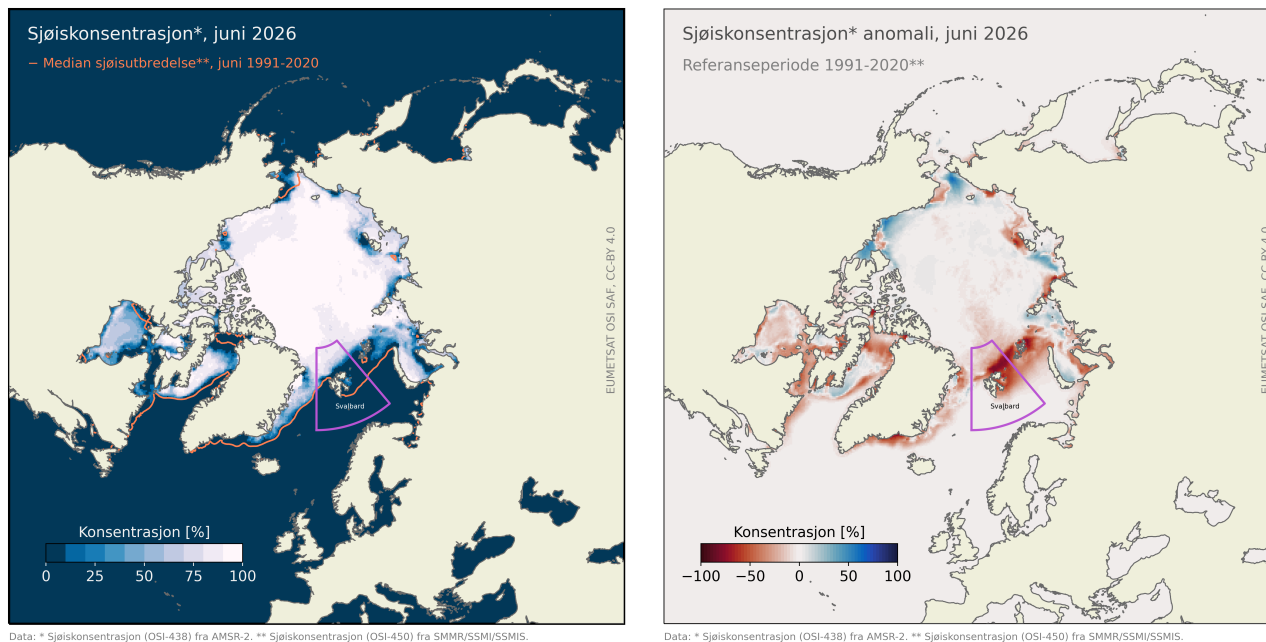 Sjøiskonsentrasjon*, juni 2026
− Median sjøisutbredelse**, juni 1991-2020
EUMETSAT OSI SAF, CC-BY 4.0
Svalbard
Konsentrasjon [%]
0 25 50 75 100
Data: * Sjøiskonsentrasjon (OSI-438) fra AMSR-2. ** Sjøiskonsentrasjon (OSI-450) fra SMMR/SSMI/SSMIS.
Sjøiskonsentrasjon* anomali, juni 2026
Referanseperiode 1991-2020**
EUMETSAT OSI SAF, CC-BY 4.0
Svalbard
Konsentrasjon [%]
−100 −50 0 50 100
Data: * Sjøiskonsentrasjon (OSI-438) fra AMSR-2. ** Sjøiskonsentrasjon (OSI-450) fra SMMR/SSMI/SSMIS.